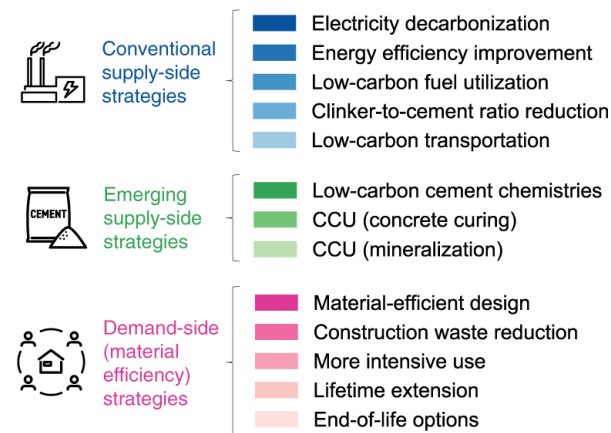 Conventional
supply-side
strategies
Electricity decarbonization
Energy efficiency improvement
Low-carbon fuel utilization
Clinker-to-cement ratio reduction
Low-carbon transportation
CEMENT
Emerging
supply-side
strategies
Low-carbon cement chemistries
CCU (concrete curing)
CCU (mineralization)
Demand-side
(material
efficiency)
strategies
Material-efficient design
Construction waste reduction
More intensive use
Lifetime extension
End-of-life options